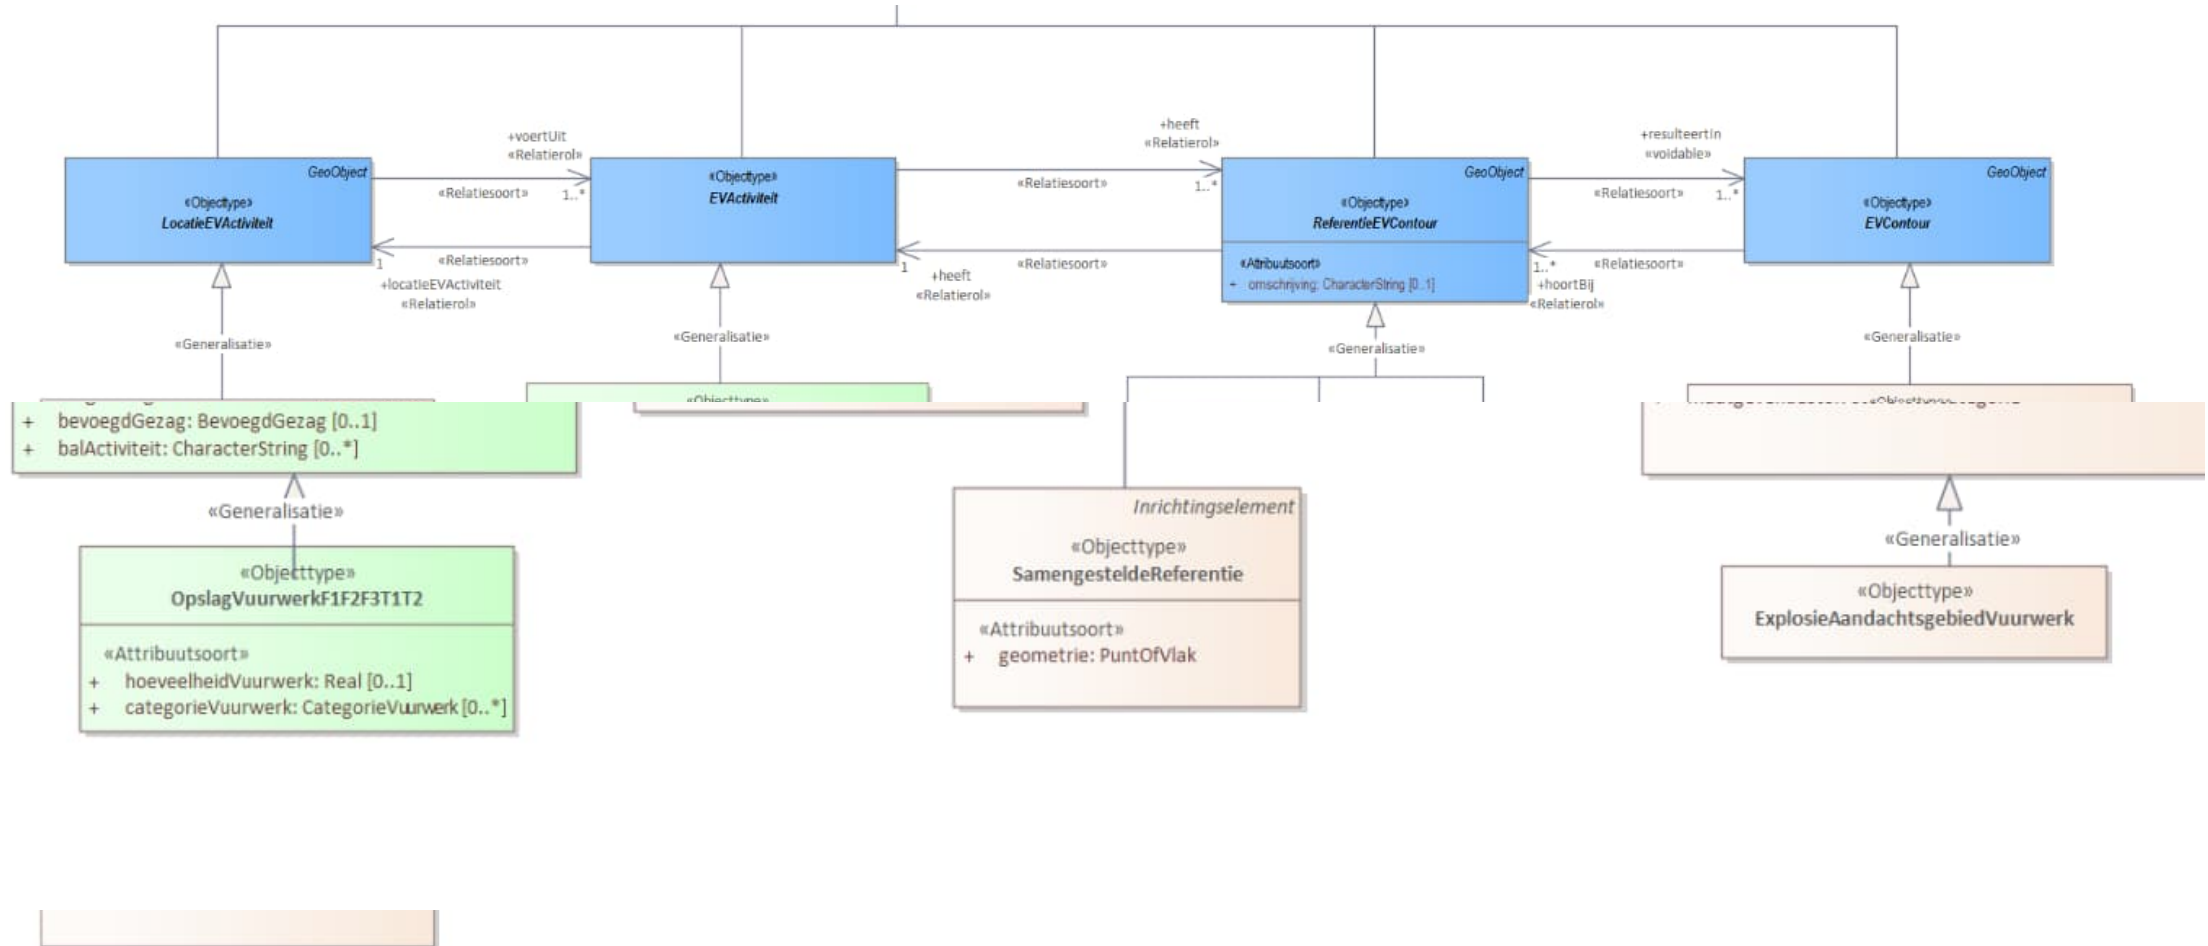 +voertUit
«Relatierol»
+heeft
«Relatierol»
+resulteertIn
«voidable»
GeoObject
«Objecttype»
LocatieEVActiviteit
«Relatiesoort»
1..*
«Objecttype»
EVActiviteit
«Relatiesoort»
1..*
GeoObject
«Objecttype»
ReferentieEVContour
«Attribuutsoort»
+ omschrijving: CharacterString [0..1]
«Relatiesoort»
1..*
GeoObject
«Objecttype»
EVContour
1
«Relatiesoort»
+locatieEVActiviteit
«Relatierol»
1
+heeft
«Relatierol»
«Relatiesoort»
1..*
+hoortBij
«Relatierol»
«Relatiesoort»
«Generalisatie»
«Generalisatie»
«Generalisatie»
«Generalisatie»
«Objecttype»
«Objecttype»
+ bevoegdGezag: BevoegdGezag [0..1]
+ balActiviteit: CharacterString [0..*]
«Generalisatie»
«Objecttype»
OpslagVuurwerkF1F2F3T1T2
«Attribuutsoort»
+ hoeveelheidVuurwerk: Real [0..1]
+ categorieVuurwerk: CategorieVuurwerk [0..*]
Inrichtingselement
«Objecttype»
SamengesteldeReferentie
«Attribuutsoort»
+ geometrie: PuntOfVlak
«Generalisatie»
«Objecttype»
ExplosieAandachtsgebiedVuurwerk